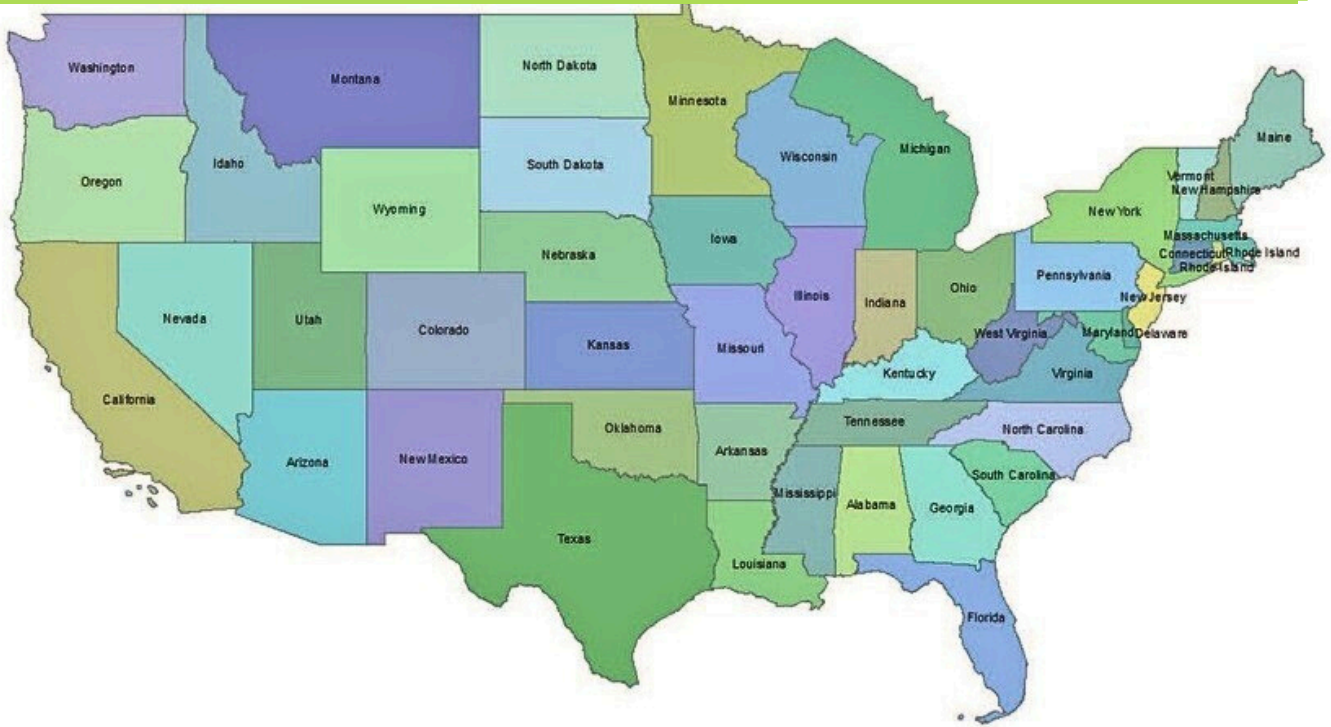 Washington
Montana
North Dakota
Minnesota
Maine
Michigan
Wisconsin
Idaho
South Dakota
Oregon
Vermont
New Hampshire
Wyoming
New York
Iowa
Massachusetts
Nebraska
Connecticut
Rhode Island
Rhode Island
Pennsylvania
Ohio
Illinois
Indiana
New Jersey
Nevada
Utah
Colorado
West Virginia
Maryland
Delaware
Kansas
Missouri
Kentucky
Virginia
California
Tennessee
Oklahoma
North Carolina
Arkansas
Arizona
New Mexico
South Carolina
Mississippi
Alabama
Georgia
Texas
Louisiana
Florida